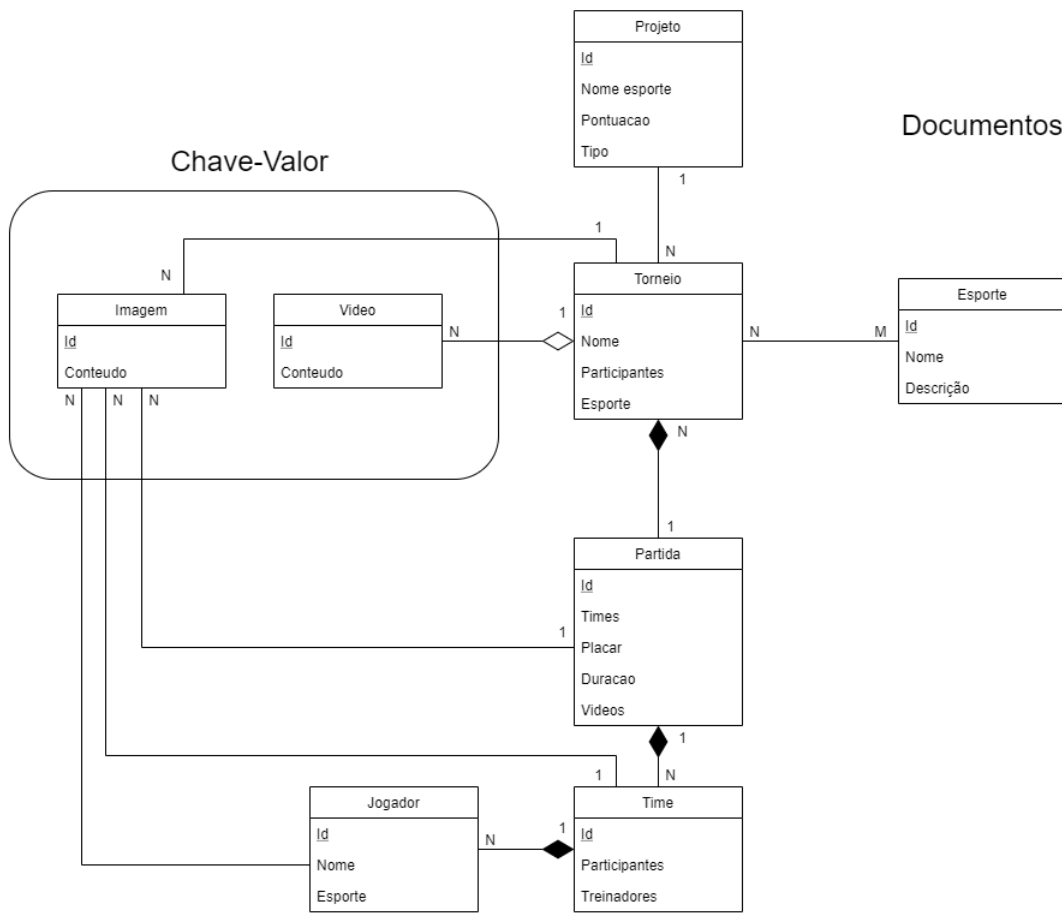 Projeto
Id
Nome esporte
Pontuacao
Tipo
Documentos
Chave-Valor
1
1
N
N
Torneio
Id
Nome
Participantes
Esporte
Imagem
Id
Conteudo
Video
Id
Conteudo
N
1
N
M
Esporte
Id
Nome
Descrição
N
N
N
N
1
Partida
Id
Times
Placar
Duracao
Videos
1
1
1
N
Jogador
Id
Nome
Esporte
N
1
Time
Id
Participantes
Treinadores